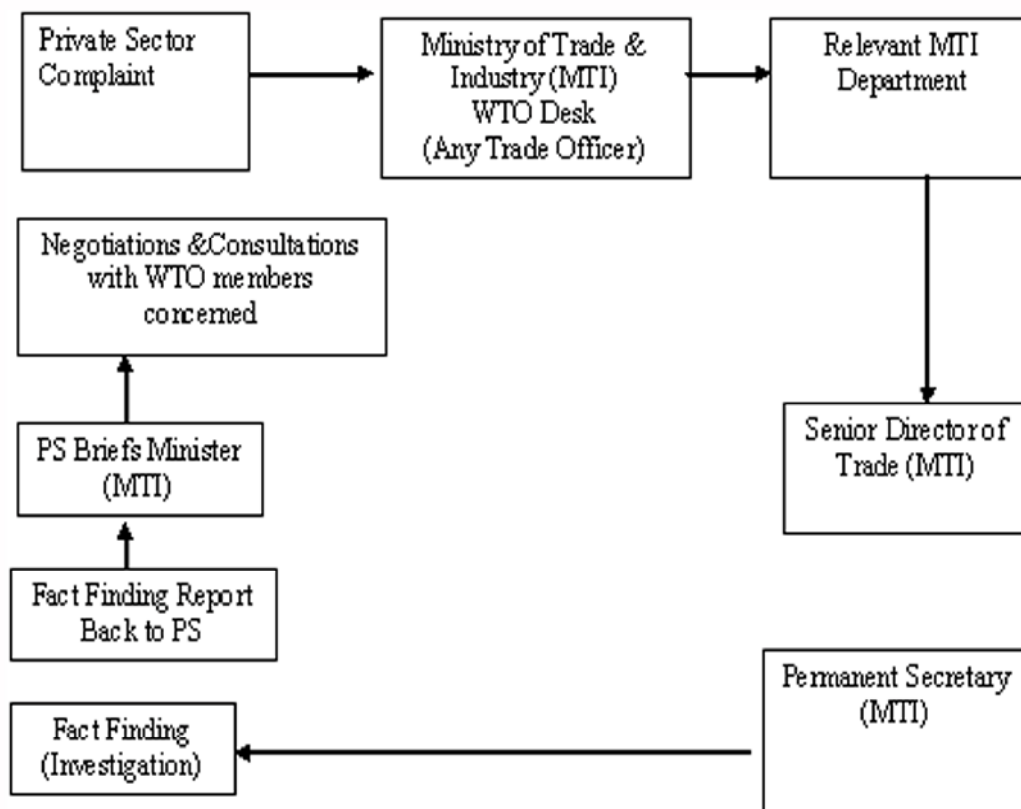 Private Sector
Complaint
Ministry of Trade &
Industry (MTI)
WTO Desk
(Any Trade Officer)
Relevant MTI
Department
Negotiations &Consultations
with WTO members
concerned
Senior Director of
Trade (MTI)
PS Briefs Minister
(MTI)
Fact Finding Report
Back to PS
Permanent Secretary
(MTI)
Fact Finding
(Investigation)